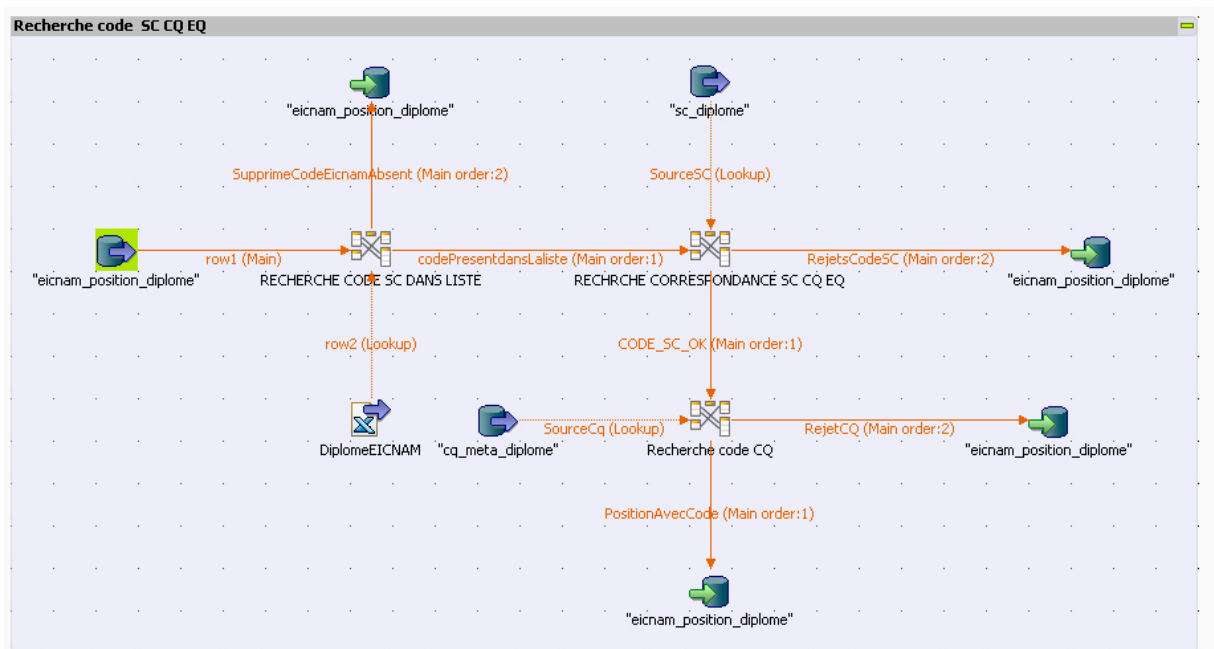 Recherche code SC CQ EQ
"eicnam_position_diplome"
"sc_diplome"
SupprimeCodeEicnamAbsent (Main order:2)
SourceSC (Lookup)
row1 (Main)
codePresentdansLaliste (Main order:1)
RejetsCodeSC (Main order:2)
"eicnam_position_diplome"
RECHERCHE CODE SC DANS LISTE
RECHRCHE CORRESPONDANCE SC CQ EQ
"eicnam_position_diplome"
row2 (Lookup)
CODE_SC_OK (Main order:1)
SourceCq (Lookup)
RejetCQ (Main order:2)
DiplomeEICNAM
"cq_meta_diplome"
Recherche code CQ
"eicnam_position_diplome"
PositionAvecCode (Main order:1)
"eicnam_position_diplome"